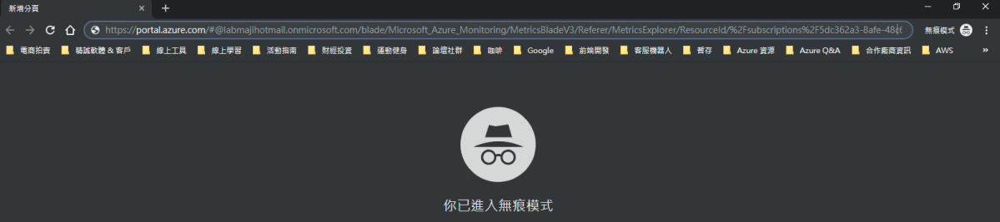 新增分頁
https://portal.azure.com/#@labmajihotmail.onmicrosoft.com/blade/Microsoft_Azure_Monitoring/MetricsBladeV3/Referer/MetricsExplorer/ResourceId/%2Fsubscriptions%2F5dc362a3-8afe-48 無痕模式
電商拍賣 精誠軟體 & 客戶 線上工具 線上學習 活動指南 財經投資 運動健身 論壇社群 咖啡 Google 前端開發 客服機器人 暫存 Azure 資源 Azure Q&A 合作廠商資訊 AWS »
你已進入無痕模式